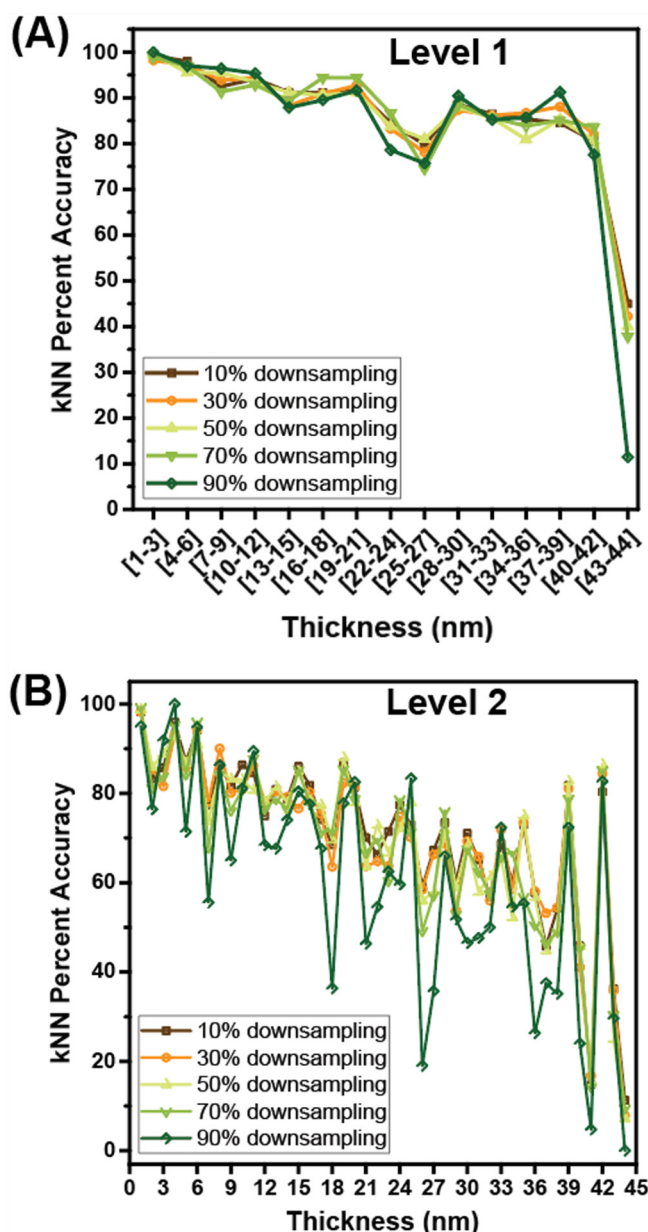 (A)
Level 1
kNN Percent Accuracy
100
90
80
70
60
50
40
30
20
10
0
10% downsampling
30% downsampling
50% downsampling
70% downsampling
90% downsampling
[1-3]
[4-6]
[7-9]
[10-12]
[13-15]
[16-18]
[19-21]
[22-24]
[25-27]
[28-30]
[31-33]
[34-36]
[37-39]
[40-42]
[43-44]
Thickness (nm)
(B)
Level 2
kNN Percent Accuracy
100
80
60
40
20
0
10% downsampling
30% downsampling
50% downsampling
70% downsampling
90% downsampling
0 3 6 9 12 15 18 21 24 27 30 33 36 39 42 45
Thickness (nm)